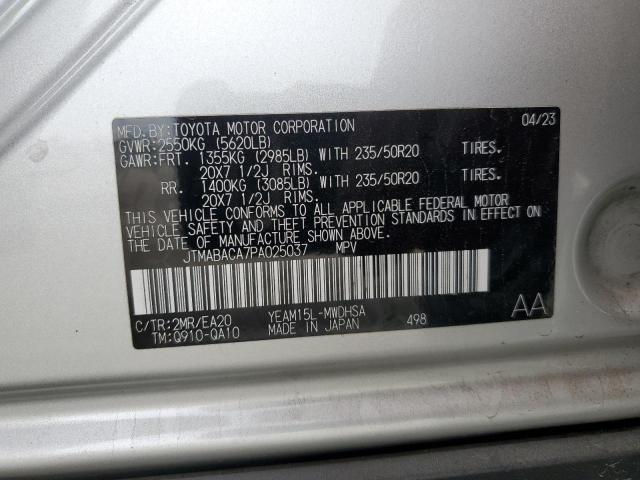 MFD.BY:TOYOTA MOTOR CORPORATION 04/23
GVWR:2550KG (5620LB)
GAWR:FRT. 1355KG (2985LB) WITH 235/50R20 TIRES.
20X7 1/2J RIMS.
RR. 1400KG (3085LB) WITH 235/50R20 TIRES.
20X7 1/2J RIMS.
THIS VEHICLE CONFORMS TO ALL APPLICABLE FEDERAL MOTOR
VEHICLE SAFETY AND THEFT PREVENTION STANDARDS IN EFFECT
ON THE DATE OF MANUFACTURE SHOWN ABOVE.
JTMABACA7PA025037 MPV
C/TR:2MR/EA20 YEAM15L-MWDHSA AA
TM:Q910-QA10 MADE IN JAPAN 498